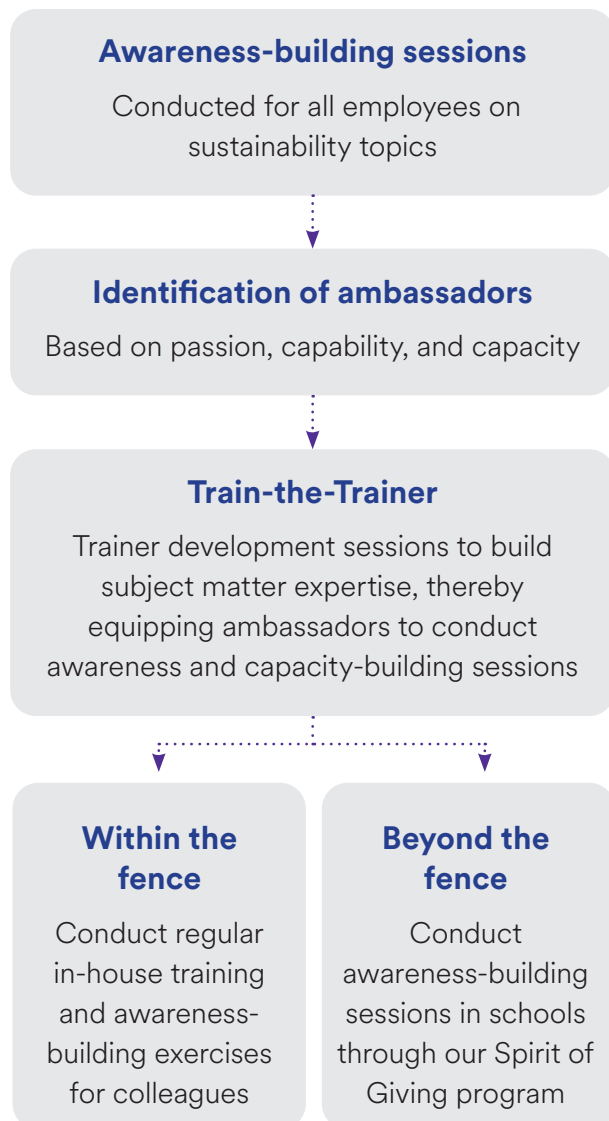 Awareness-building sessions
Conducted for all employees on
sustainability topics
Identification of ambassadors
Based on passion, capability, and capacity
Train-the-Trainer
Trainer development sessions to build
subject matter expertise, thereby
equipping ambassadors to conduct
awareness and capacity-building sessions
Within the
fence
Conduct regular
in-house training
and awareness-
building exercises
for colleagues
Beyond the
fence
Conduct
awareness-building
sessions in schools
through our Spirit of
Giving program